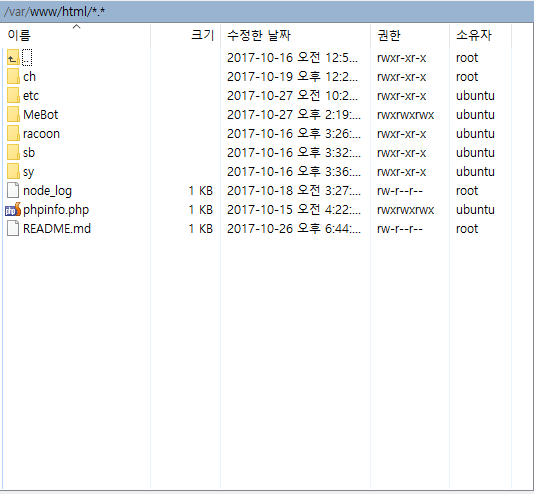 /var/www/html/*.*
이름 크기 수정한 날짜 권한 소유자
.. 2017-10-16 오전 12:5... rwxr-xr-x root
ch 2017-10-19 오후 12:2... rwxr-xr-x root
etc 2017-10-27 오전 10:2... rwxr-xr-x ubuntu
MeBot 2017-10-27 오후 2:19:... rwxrwxrwx ubuntu
racoon 2017-10-16 오후 3:26:... rwxr-xr-x ubuntu
sb 2017-10-16 오후 3:32:... rwxr-xr-x ubuntu
sy 2017-10-16 오후 3:36:... rwxr-xr-x ubuntu
node_log 1 KB 2017-10-18 오전 3:27:... rw-r--r-- root
phpinfo.php 1 KB 2017-10-15 오전 4:22:... rwxrwxrwx ubuntu
README.md 1 KB 2017-10-26 오후 6:44:... rw-r--r-- root